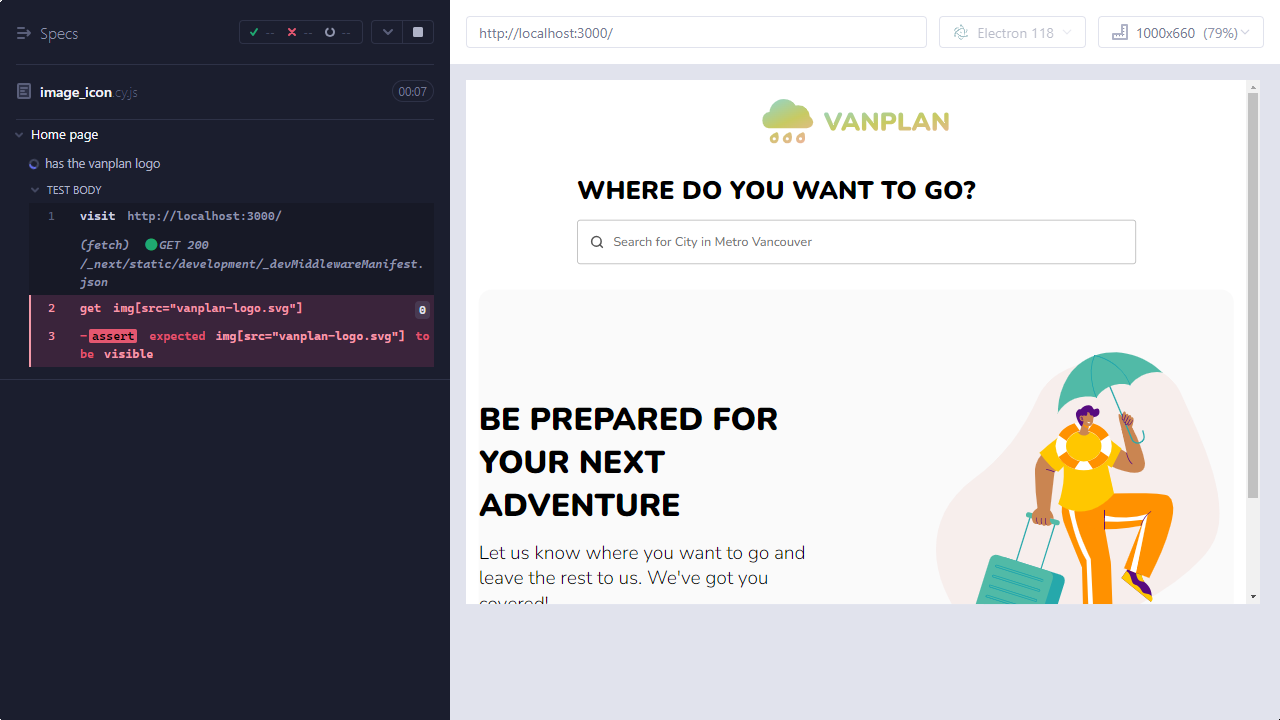 Specs
-- -- --
image_icon.cy.js
00:07
Home page
has the vanplan logo
TEST BODY
1 visit http://localhost:3000/
(fetch) GET 200
/_next/static/development/_devMiddlewareManifest.
json
2 get img[src="vanplan-logo.svg"] 0
3 -assert expected img[src="vanplan-logo.svg"] to
be visible
http://localhost:3000/
Electron 118
1000x660 (79%)
VANPLAN
WHERE DO YOU WANT TO GO?
Search for City in Metro Vancouver
BE PREPARED FOR
YOUR NEXT
ADVENTURE
Let us know where you want to go and
leave the rest to us. We've got you
covered!